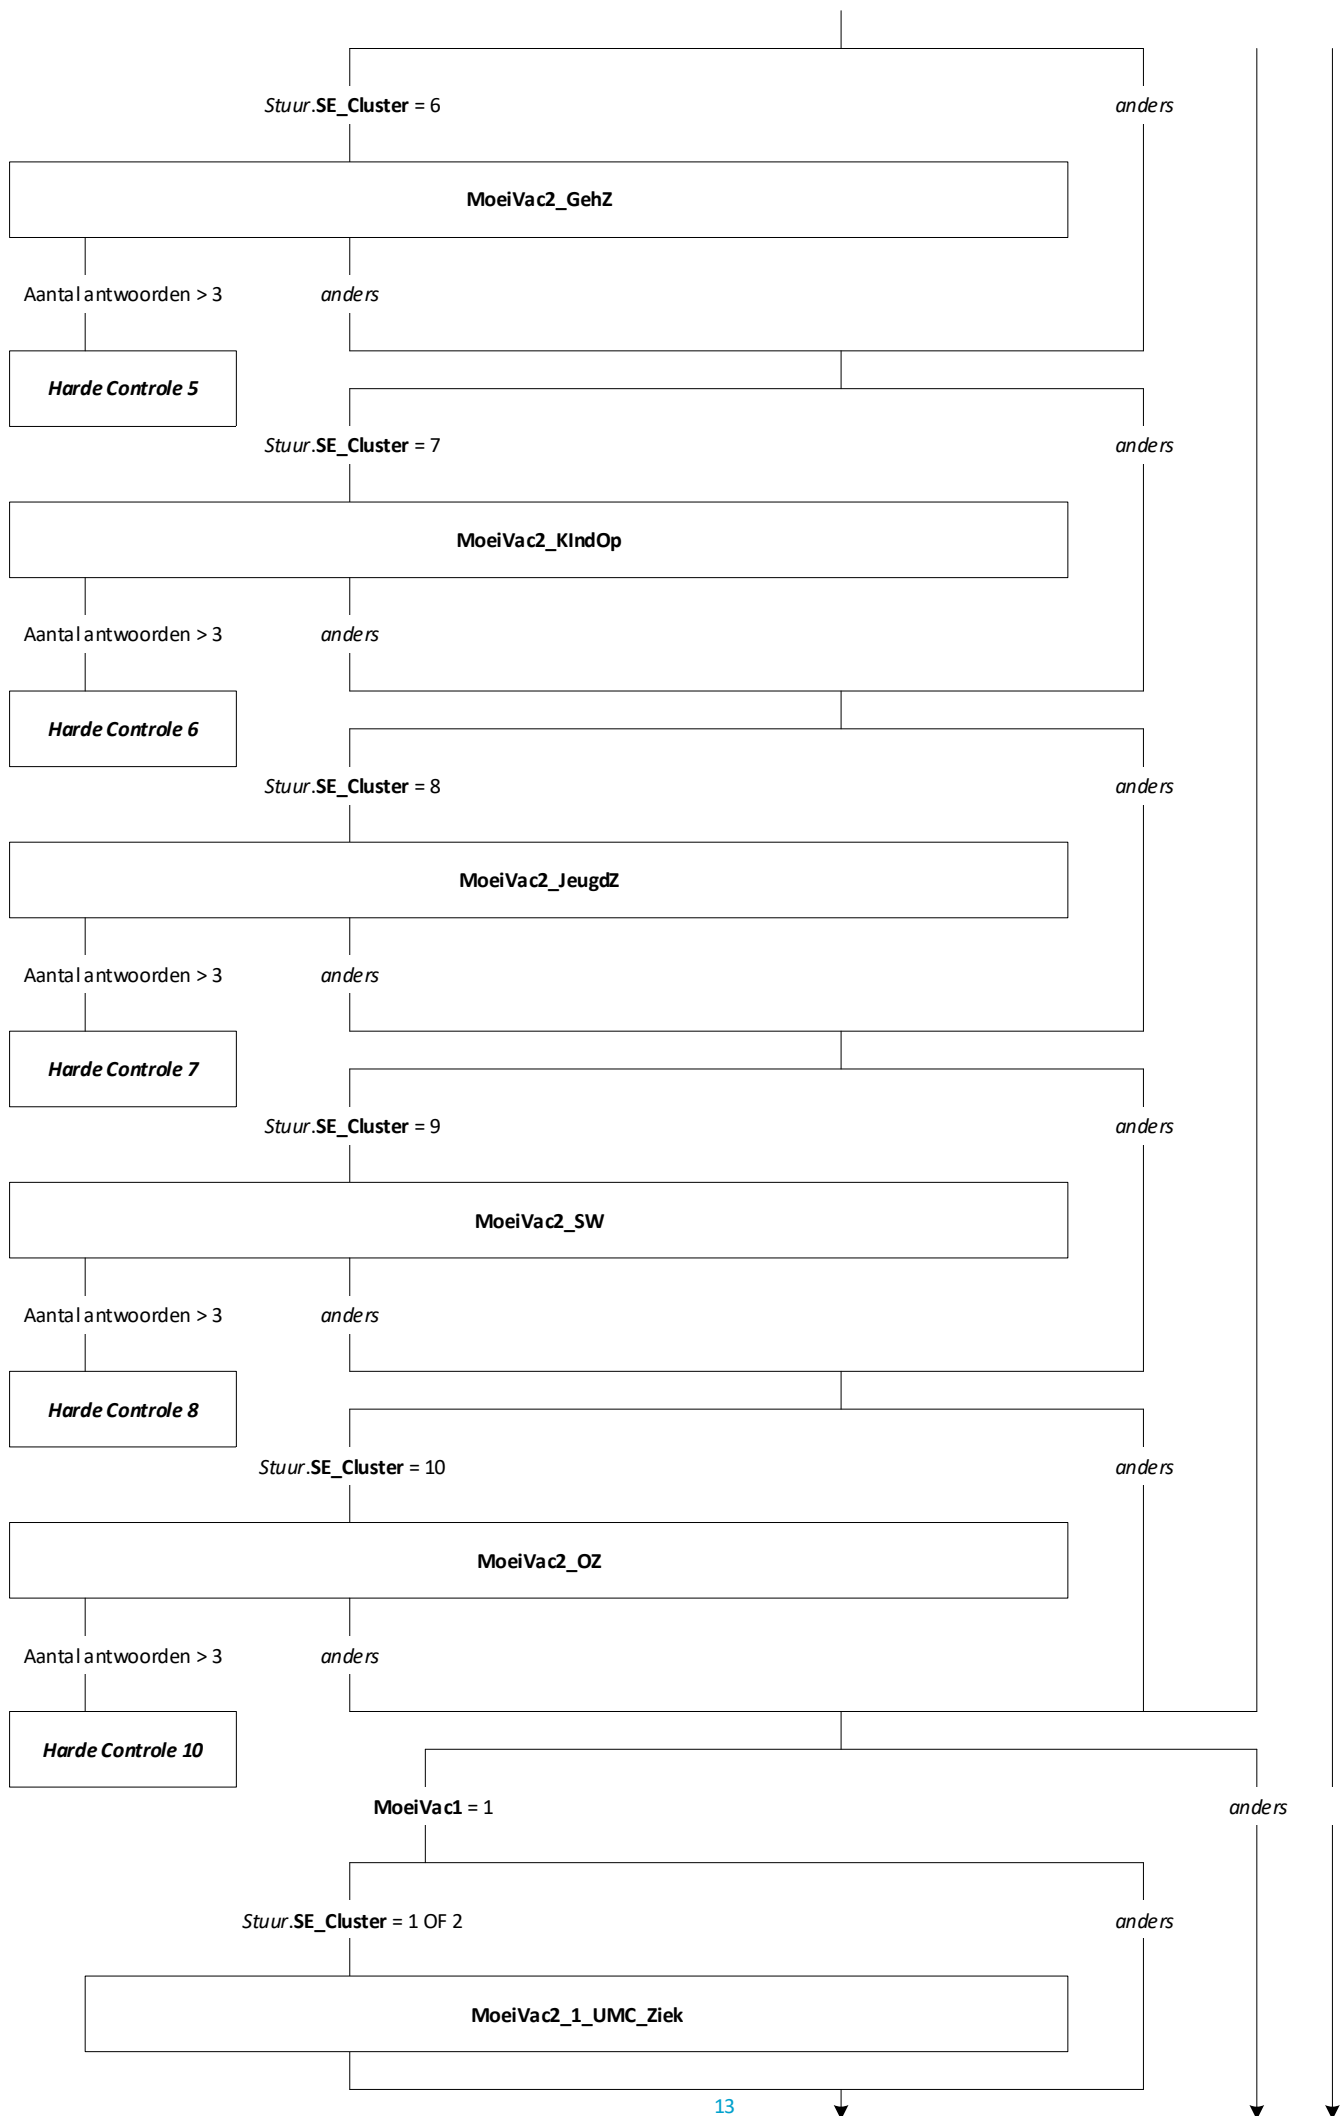 Stuur.SE_Cluster = 6 anders
MoeiVac2_GehZ
Aantal antwoorden > 3 anders
Harde Controle 5
Stuur.SE_Cluster = 7 anders
MoeiVac2_KIndOp
Aantal antwoorden > 3 anders
Harde Controle 6
Stuur.SE_Cluster = 8 anders
MoeiVac2_JeugdZ
Aantal antwoorden > 3 anders
Harde Controle 7
Stuur.SE_Cluster = 9 anders
MoeiVac2_SW
Aantal antwoorden > 3 anders
Harde Controle 8
Stuur.SE_Cluster = 10 anders
MoeiVac2_OZ
Aantal antwoorden > 3 anders
Harde Controle 10
MoeiVac1 = 1 anders
Stuur.SE_Cluster = 1 OF 2 anders
MoeiVac2_1_UMC_Ziek
13